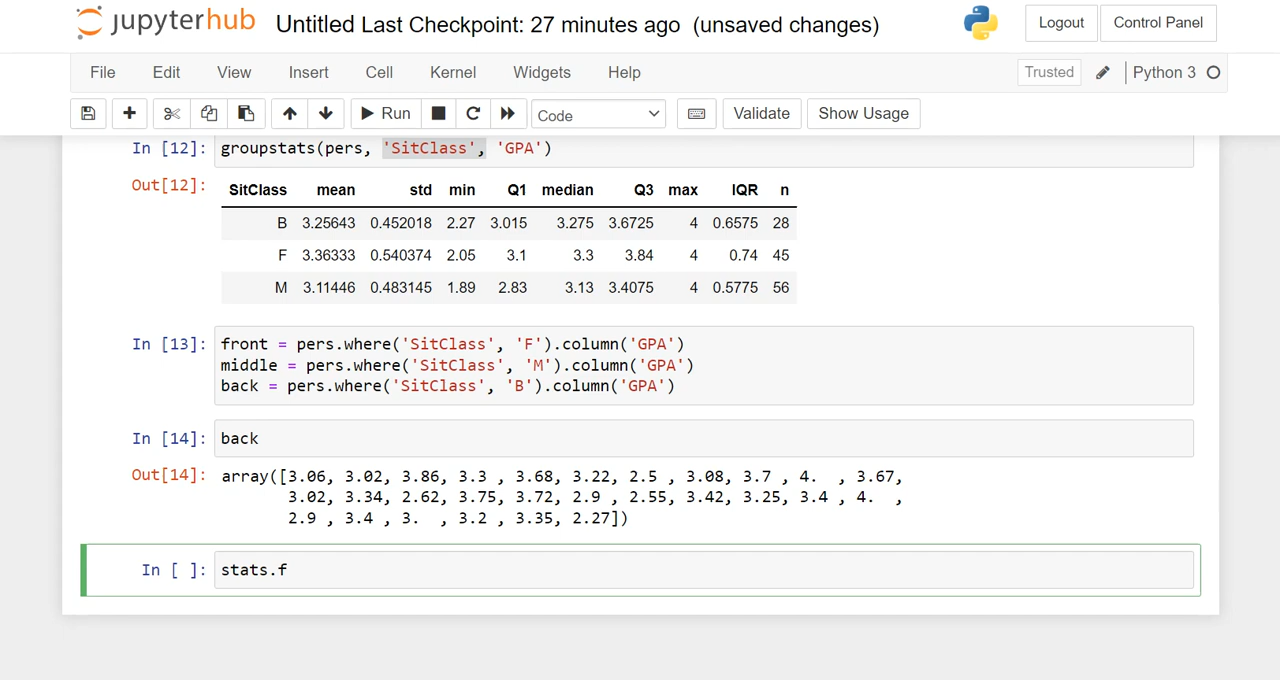 jupyterhub Untitled Last Checkpoint: 27 minutes ago (unsaved changes) Logout Control Panel
File Edit View Insert Cell Kernel Widgets Help Trusted Python 3
Run Code Validate Show Usage
In [12]: groupstats(pers, 'SitClass', 'GPA')
Out[12]: SitClass mean std min Q1 median Q3 max IQR n
B 3.25643 0.452018 2.27 3.015 3.275 3.6725 4 0.6575 28
F 3.36333 0.540374 2.05 3.1 3.3 3.84 4 0.74 45
M 3.11446 0.483145 1.89 2.83 3.13 3.4075 4 0.5775 56
In [13]: front = pers.where('SitClass', 'F').column('GPA')
middle = pers.where('SitClass', 'M').column('GPA')
back = pers.where('SitClass', 'B').column('GPA')
In [14]: back
Out[14]: array([3.06, 3.02, 3.86, 3.3 , 3.68, 3.22, 2.5 , 3.08, 3.7 , 4. , 3.67,
3.02, 3.34, 2.62, 3.75, 3.72, 2.9 , 2.55, 3.42, 3.25, 3.4 , 4. ,
2.9 , 3.4 , 3. , 3.2 , 3.35, 2.27])
In [ ]: stats.f